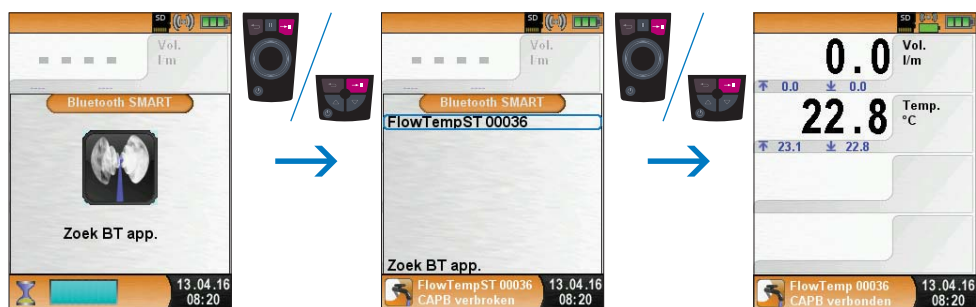 SD
Vol.
l/m
Bluetooth SMART
Zoek BT app.
13.04.16
08:20
SD
Vol.
l/m
Bluetooth SMART
FlowTempST 00036
Zoek BT app.
FlowTempST 00036
CAPB verbroken
13.04.16
08:20
SD
0.0
Vol.
l/m
0.0 0.0
22.8
Temp.
°C
23.1 22.8
FlowTemp 00036
CAPB verbonden
13.04.16
08:20